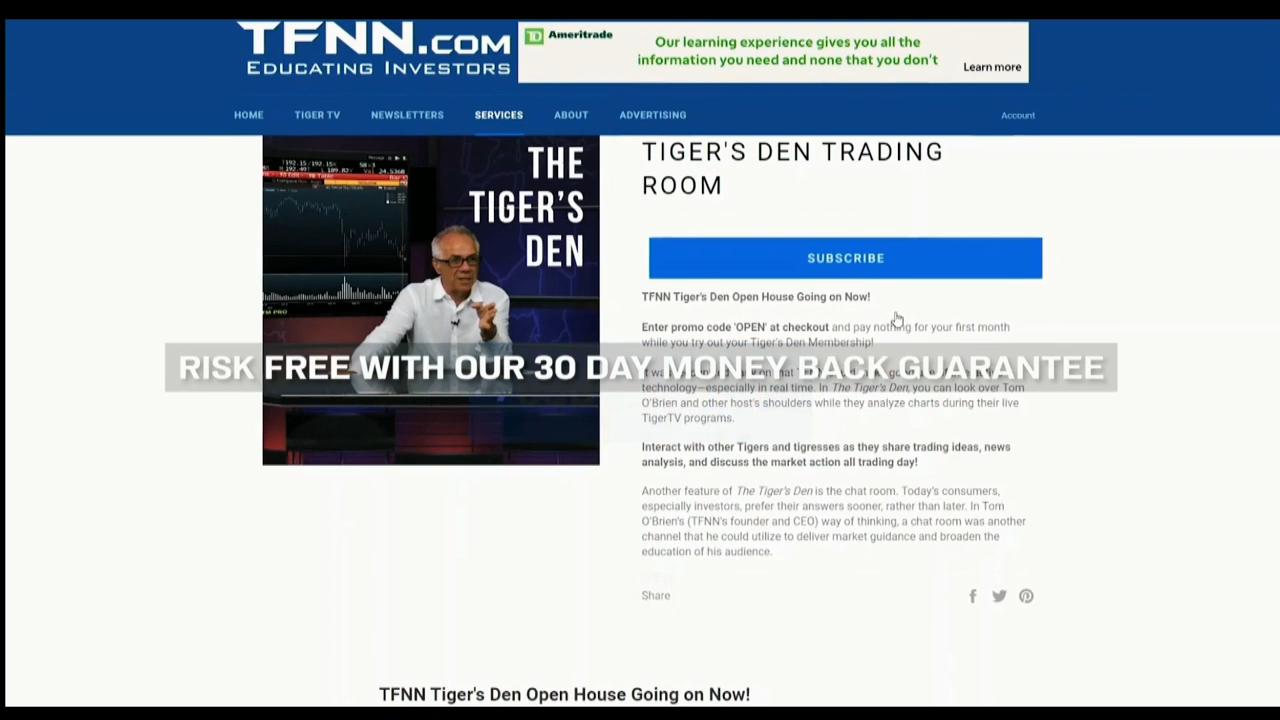 TFNN.COM
EDUCATING INVESTORS
TD Ameritrade
Our learning experience gives you all the
information you need and none that you don't
Learn more
HOME
TIGER TV
NEWSLETTERS
SERVICES
ABOUT
ADVERTISING
Account
THE
TIGER'S
DEN
TIGER'S DEN TRADING
ROOM
SUBSCRIBE
TFNN Tiger's Den Open House Going on Now!
Enter promo code 'OPEN' at checkout and pay nothing for your first month
while you try out your Tiger's Den Membership!
RISK FREE WITH OUR 30 DAY MONEY BACK GUARANTEE
technology—especially in real time. In The Tiger's Den, you can look over Tom
O'Brien and other host's shoulders while they analyze charts during their live
TigerTV programs.
Interact with other Tigers and tigresses as they share trading ideas, news
analysis, and discuss the market action all trading day!
Another feature of The Tiger's Den is the chat room. Today's consumers,
especially investors, prefer their answers sooner, rather than later. In Tom
O'Brien's (TFNN's founder and CEO) way of thinking, a chat room was another
channel that he could utilize to deliver market guidance and broaden the
education of his audience.
Share
TFNN Tiger's Den Open House Going on Now!